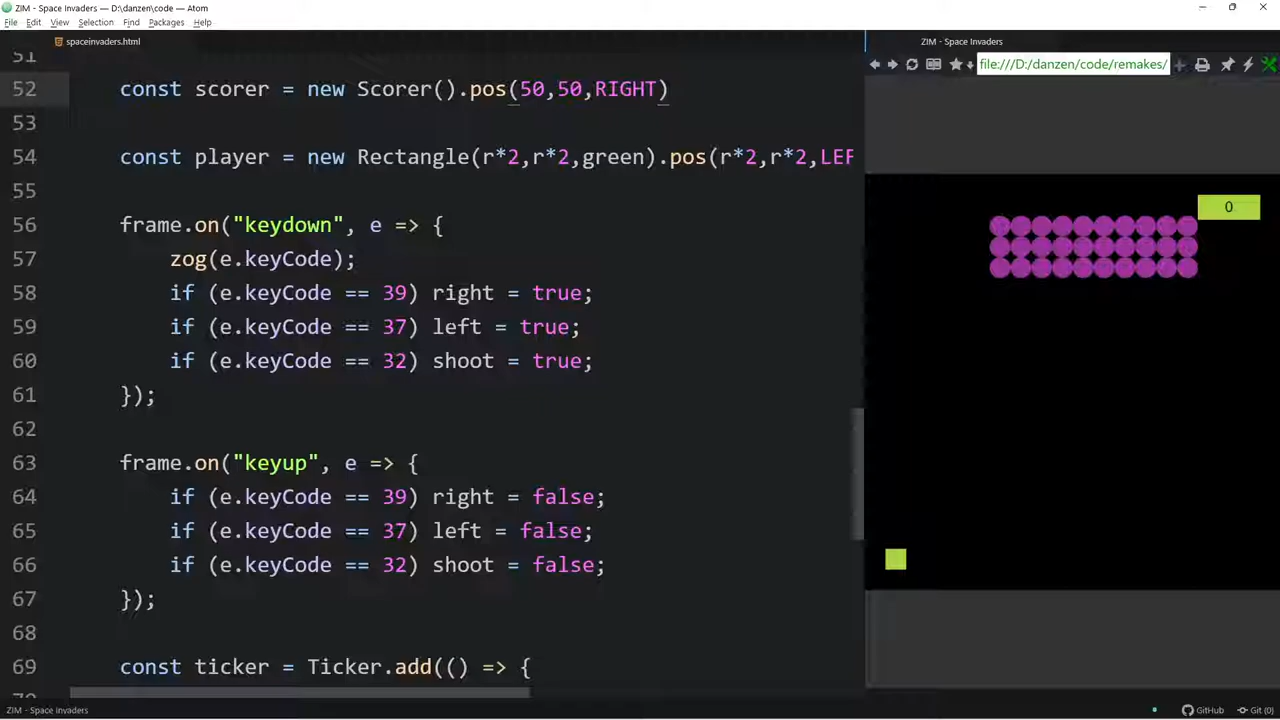 ZIM - Space Invaders — D:\danzen\code — Atom
File Edit View Selection Find Packages Help
spaceinvaders.html
ZIM - Space Invaders
file:///D:/danzen/code/remakes/
51
52 const scorer = new Scorer().pos(50,50,RIGHT)
53
54 const player = new Rectangle(r*2,r*2,green).pos(r*2,r*2,LEF
55
56 frame.on("keydown", e => {
57 zog(e.keyCode);
58 if (e.keyCode == 39) right = true;
59 if (e.keyCode == 37) left = true;
60 if (e.keyCode == 32) shoot = true;
61 });
62
63 frame.on("keyup", e => {
64 if (e.keyCode == 39) right = false;
65 if (e.keyCode == 37) left = false;
66 if (e.keyCode == 32) shoot = false;
67 });
68
69 const ticker = Ticker.add(() => {
0
ZIM - Space Invaders
GitHub Git (0)